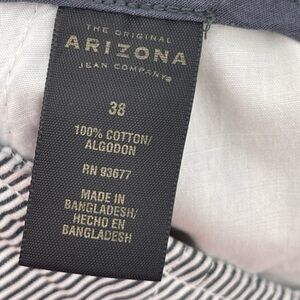 THE ORIGINAL
ARIZONA
JEAN COMPANY®
38
100% COTTON/
ALGODON
RN 93677
MADE IN
BANGLADESH/
HECHO EN
BANGLADESH